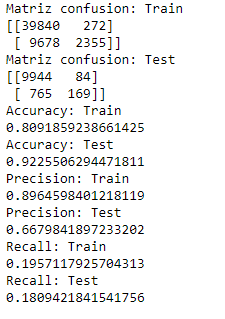 Matriz confusion: Train
[[39840 272]
[ 9678 2355]]
Matriz confusion: Test
[[9944 84]
[ 765 169]]
Accuracy: Train
0.8091859238661425
Accuracy: Test
0.9225506294471811
Precision: Train
0.8964598401218119
Precision: Test
0.6679841897233202
Recall: Train
0.1957117925704313
Recall: Test
0.1809421841541756